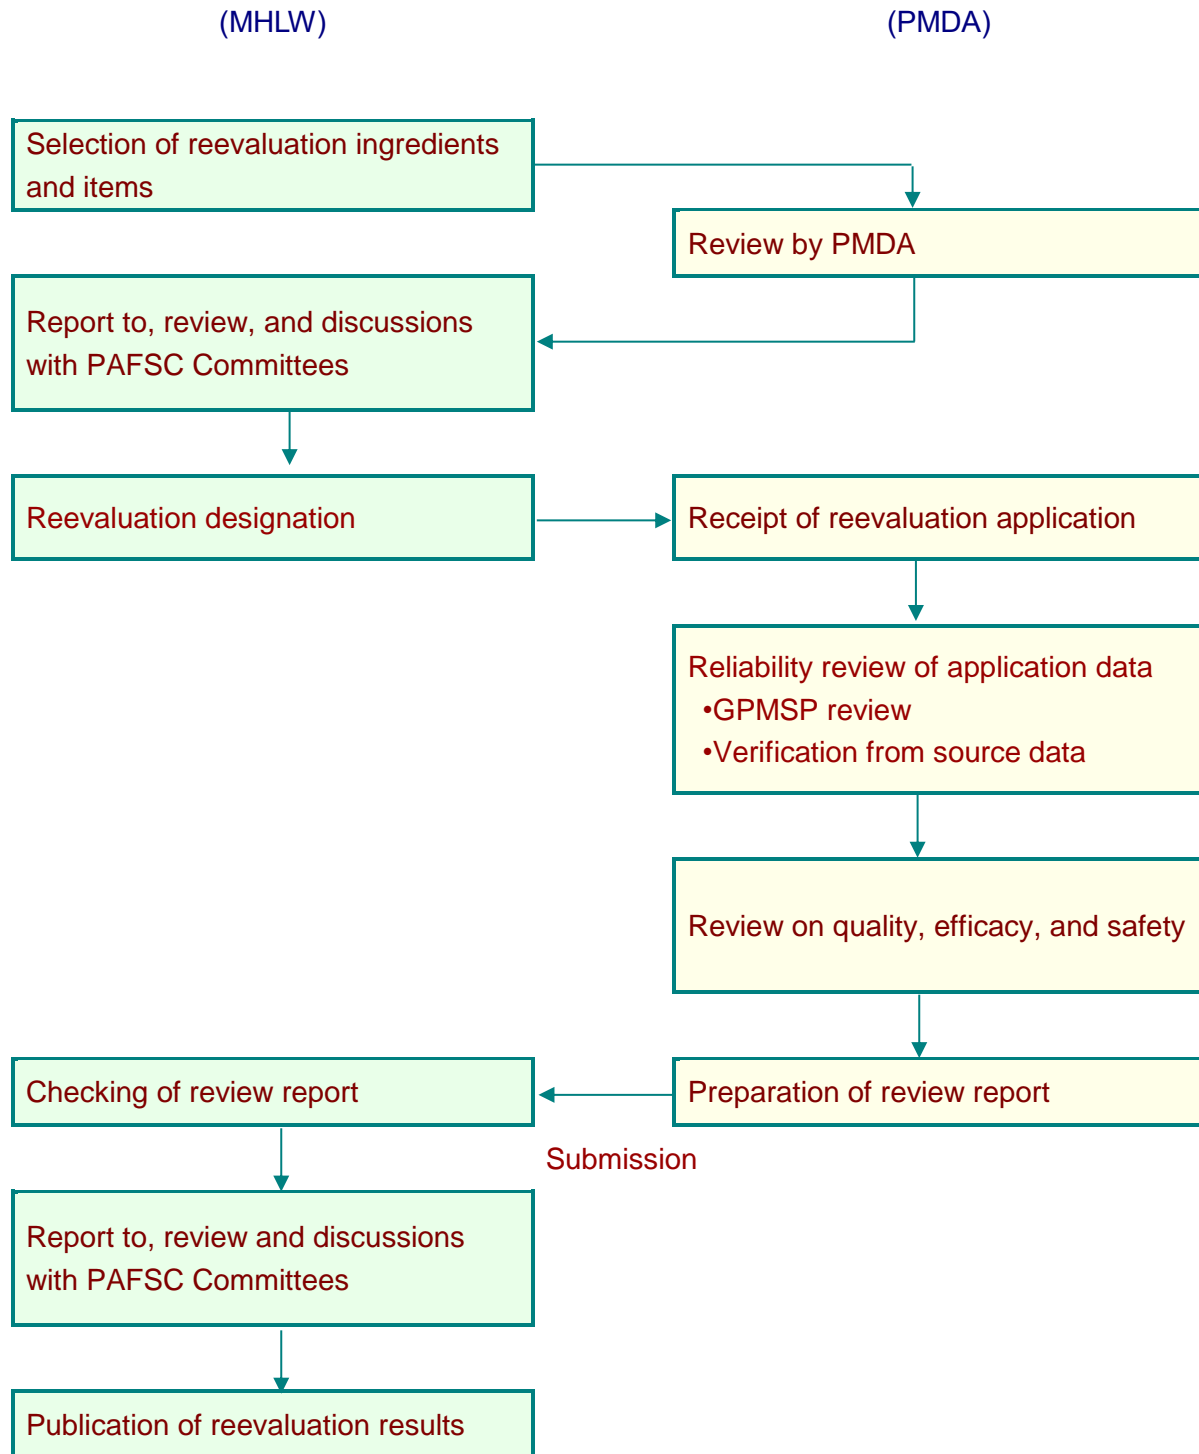 (MHLW)
(PMDA)
Selection of reevaluation ingredients
and items
Review by PMDA
Report to, review, and discussions
with PAFSC Committees
Reevaluation designation
Receipt of reevaluation application
Reliability review of application data
•GPMSP review
•Verification from source data
Review on quality, efficacy, and safety
Checking of review report
Preparation of review report
Submission
Report to, review and discussions
with PAFSC Committees
Publication of reevaluation results